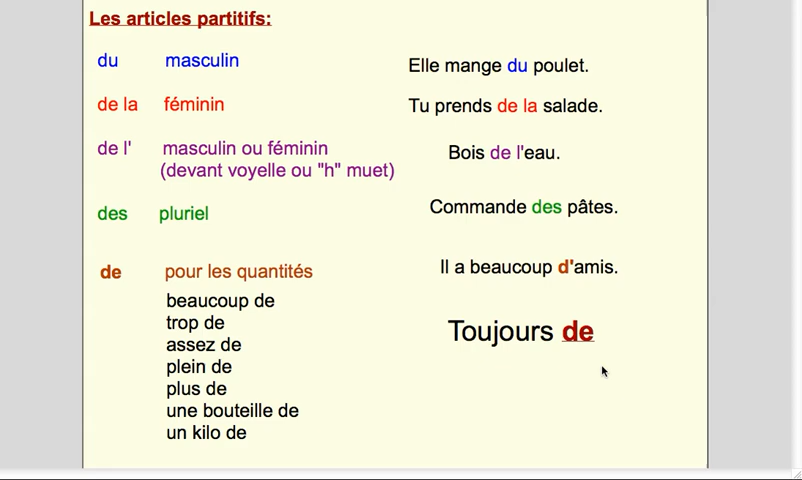 Les articles partitifs:
du masculin
Elle mange du poulet.
de la féminin
Tu prends de la salade.
de l' masculin ou féminin
(devant voyelle ou "h" muet)
Bois de l'eau.
des pluriel
Commande des pâtes.
de pour les quantités
Il a beaucoup d'amis.
beaucoup de
trop de
assez de
plein de
plus de
une bouteille de
un kilo de
Toujours de